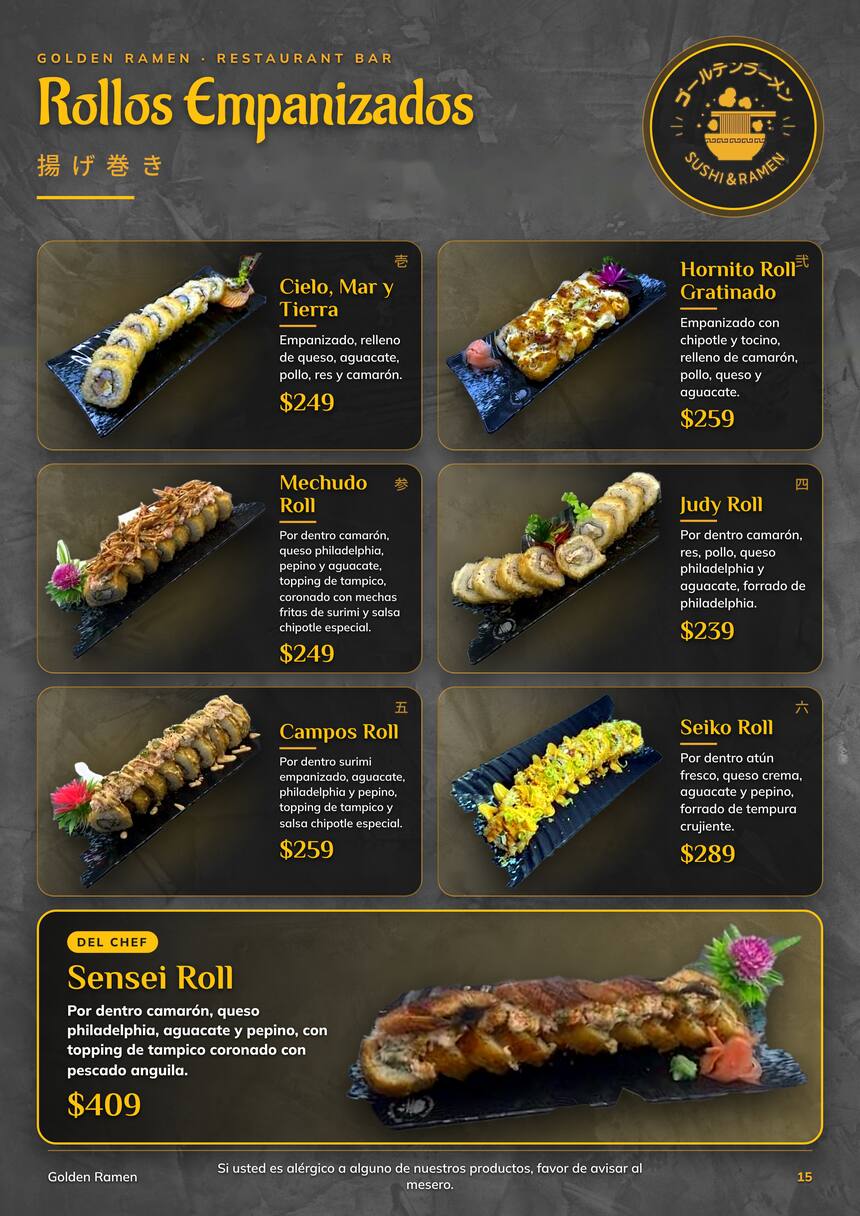 GOLDEN RAMEN · RESTAURANT BAR
Rollos Empanizados
揚げ巻き
ゴールデンラーメン
SUSHI & RAMEN
壱
Cielo, Mar y
Tierra
Empanizado, relleno
de queso, aguacate,
pollo, res y camarón.
$249
弐
Hornito Roll
Gratinado
Empanizado con
chipotle y tocino,
relleno de camarón,
pollo, queso y
aguacate.
$259
参
Mechudo
Roll
Por dentro camarón,
queso philadelphia,
pepino y aguacate,
topping de tampico,
coronado con mechas
fritas de surimi y salsa
chipotle especial.
$249
四
Judy Roll
Por dentro camarón,
res, pollo, queso
philadelphia y
aguacate, forrado de
philadelphia.
$239
五
Campos Roll
Por dentro surimi
empanizado, aguacate,
philadelphia y pepino,
topping de tampico y
salsa chipotle especial.
$259
六
Seiko Roll
Por dentro atún
fresco, queso crema,
aguacate y pepino,
forrado de tempura
crujiente.
$289
DEL CHEF
Sensei Roll
Por dentro camarón, queso
philadelphia, aguacate y pepino, con
topping de tampico coronado con
pescado anguila.
$409
Golden Ramen
Si usted es alérgico a alguno de nuestros productos, favor de avisar al
mesero.
15